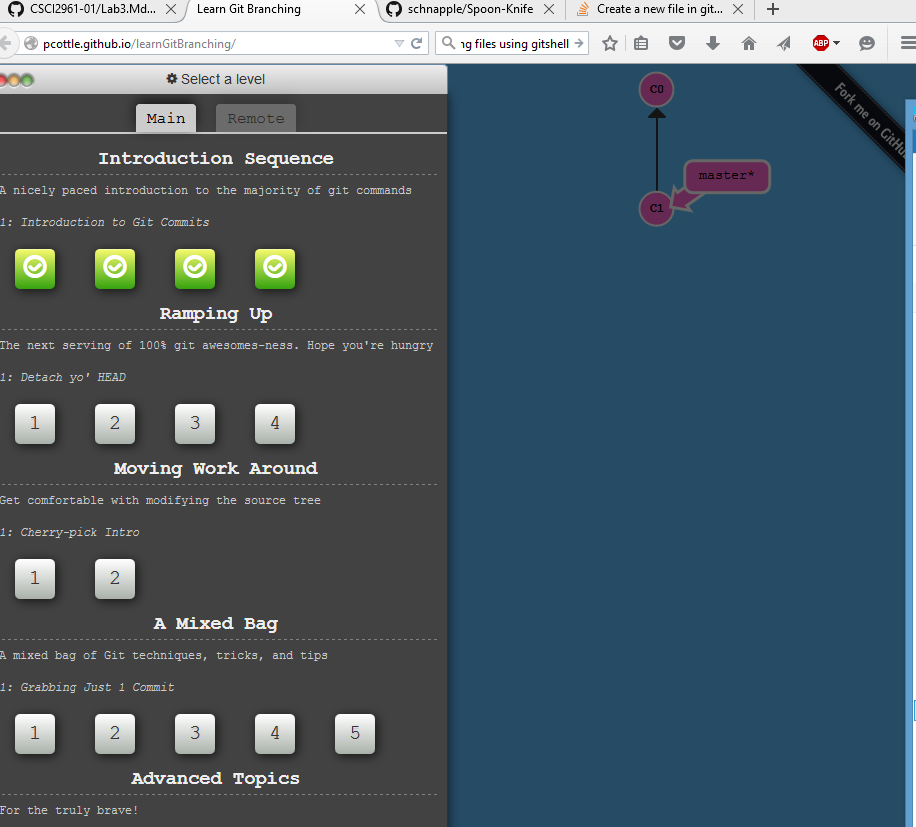 CSCI2961-01/Lab3.Md...
Learn Git Branching
schnapple/Spoon-Knife
Create a new file in git...
pcottle.github.io/learnGitBranching/
ng files using gitshell
ABP
Select a level
Main
Remote
Introduction Sequence
A nicely paced introduction to the majority of git commands
1: Introduction to Git Commits
Ramping Up
The next serving of 100% git awesomes-ness. Hope you're hungry
1: Detach yo' HEAD
1 2 3 4
Moving Work Around
Get comfortable with modifying the source tree
1: Cherry-pick Intro
1 2
A Mixed Bag
A mixed bag of Git techniques, tricks, and tips
1: Grabbing Just 1 Commit
1 2 3 4 5
Advanced Topics
For the truly brave!
C0
master*
C1
Fork me on GitHu